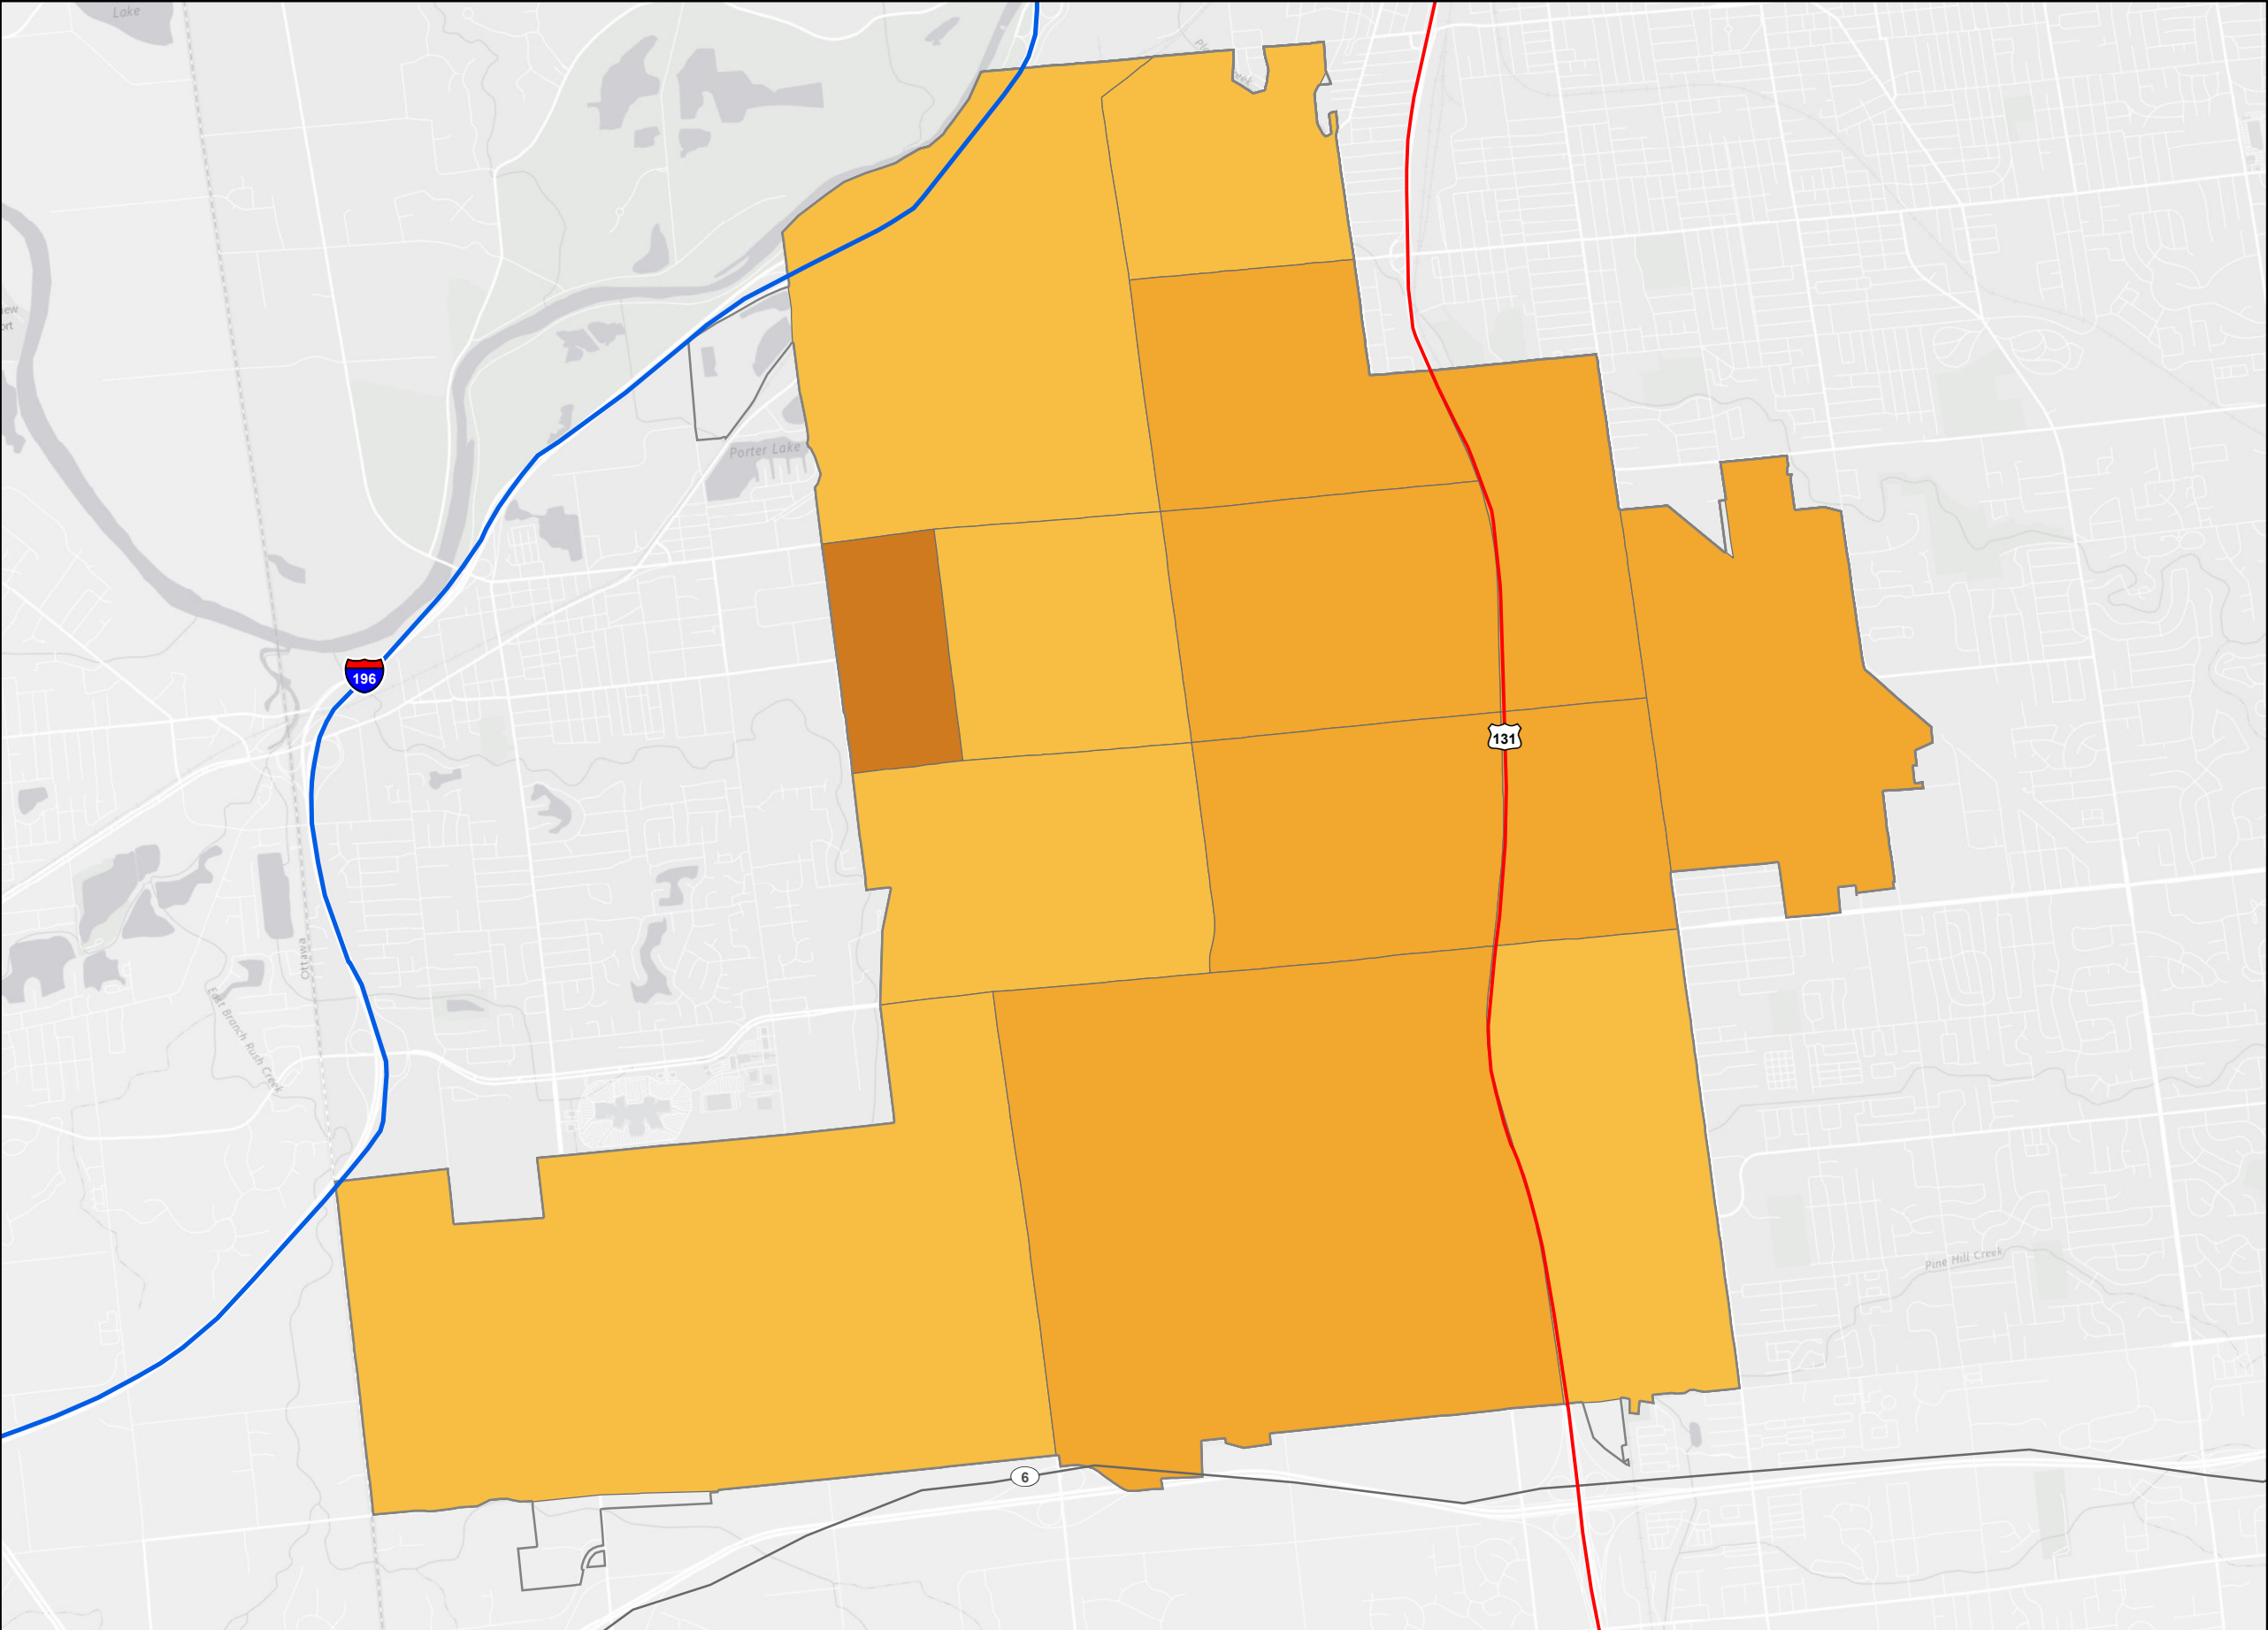 Lake
Porter Lake
196
131
Ottawa
East Branch Rush Creek
Pine Hill Creek
6